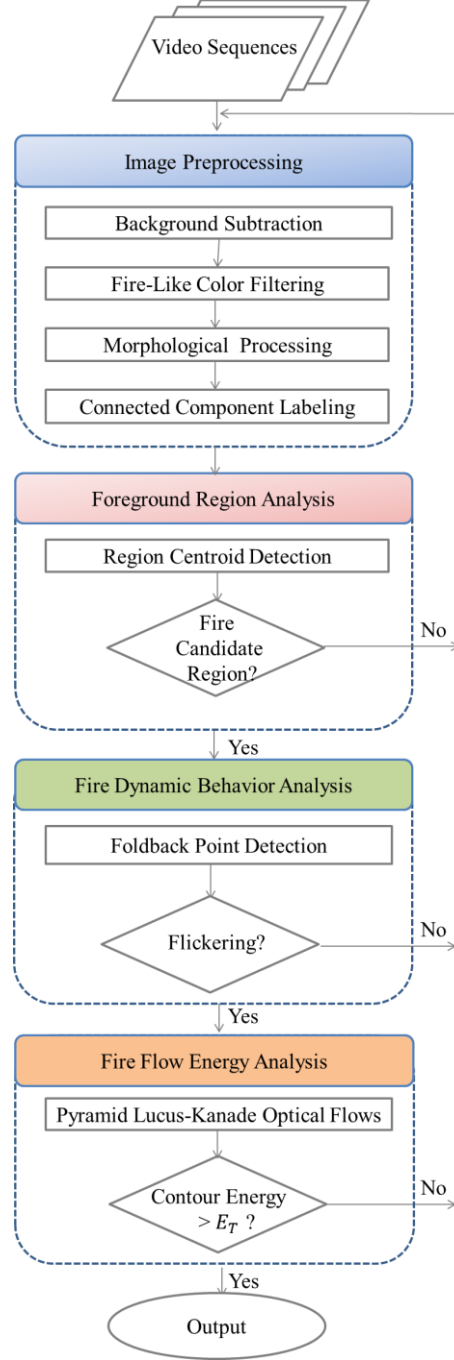 Video Sequences
Image Preprocessing
Background Subtraction
Fire-Like Color Filtering
Morphological Processing
Connected Component Labeling
Foreground Region Analysis
Region Centroid Detection
Fire
Candidate
Region?
No
Yes
Fire Dynamic Behavior Analysis
Foldback Point Detection
Flickering?
No
Yes
Fire Flow Energy Analysis
Pyramid Lucus-Kanade Optical Flows
Contour Energy
> E_T ?
No
Yes
Output